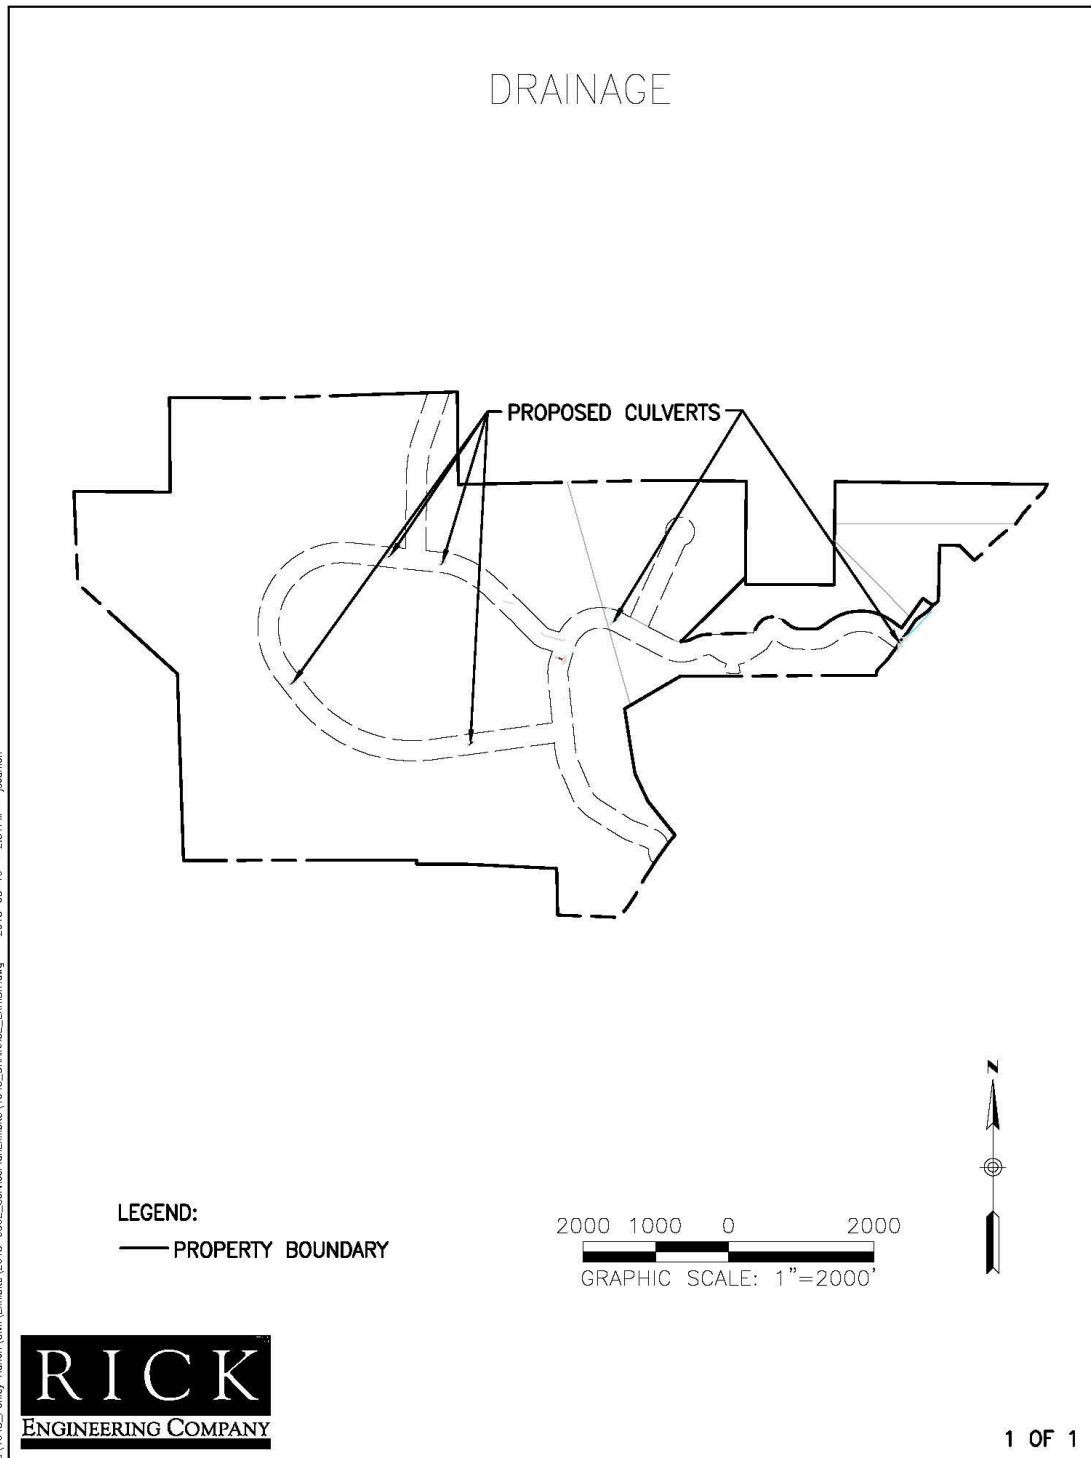 DRAINAGE
PROPOSED CULVERTS
N
LEGEND:
PROPERTY BOUNDARY
2000 1000 0 2000
GRAPHIC SCALE: 1"=2000'
RICK
ENGINEERING COMPANY
1 OF 1